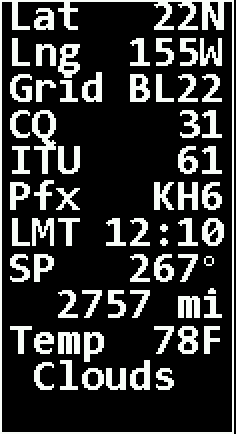 Lat 22N
Lng 155W
Grid BL22
CQ 31
ITU 61
Pfx KH6
LMT 12:10
SP 267°
2757 mi
Temp 78F
Clouds